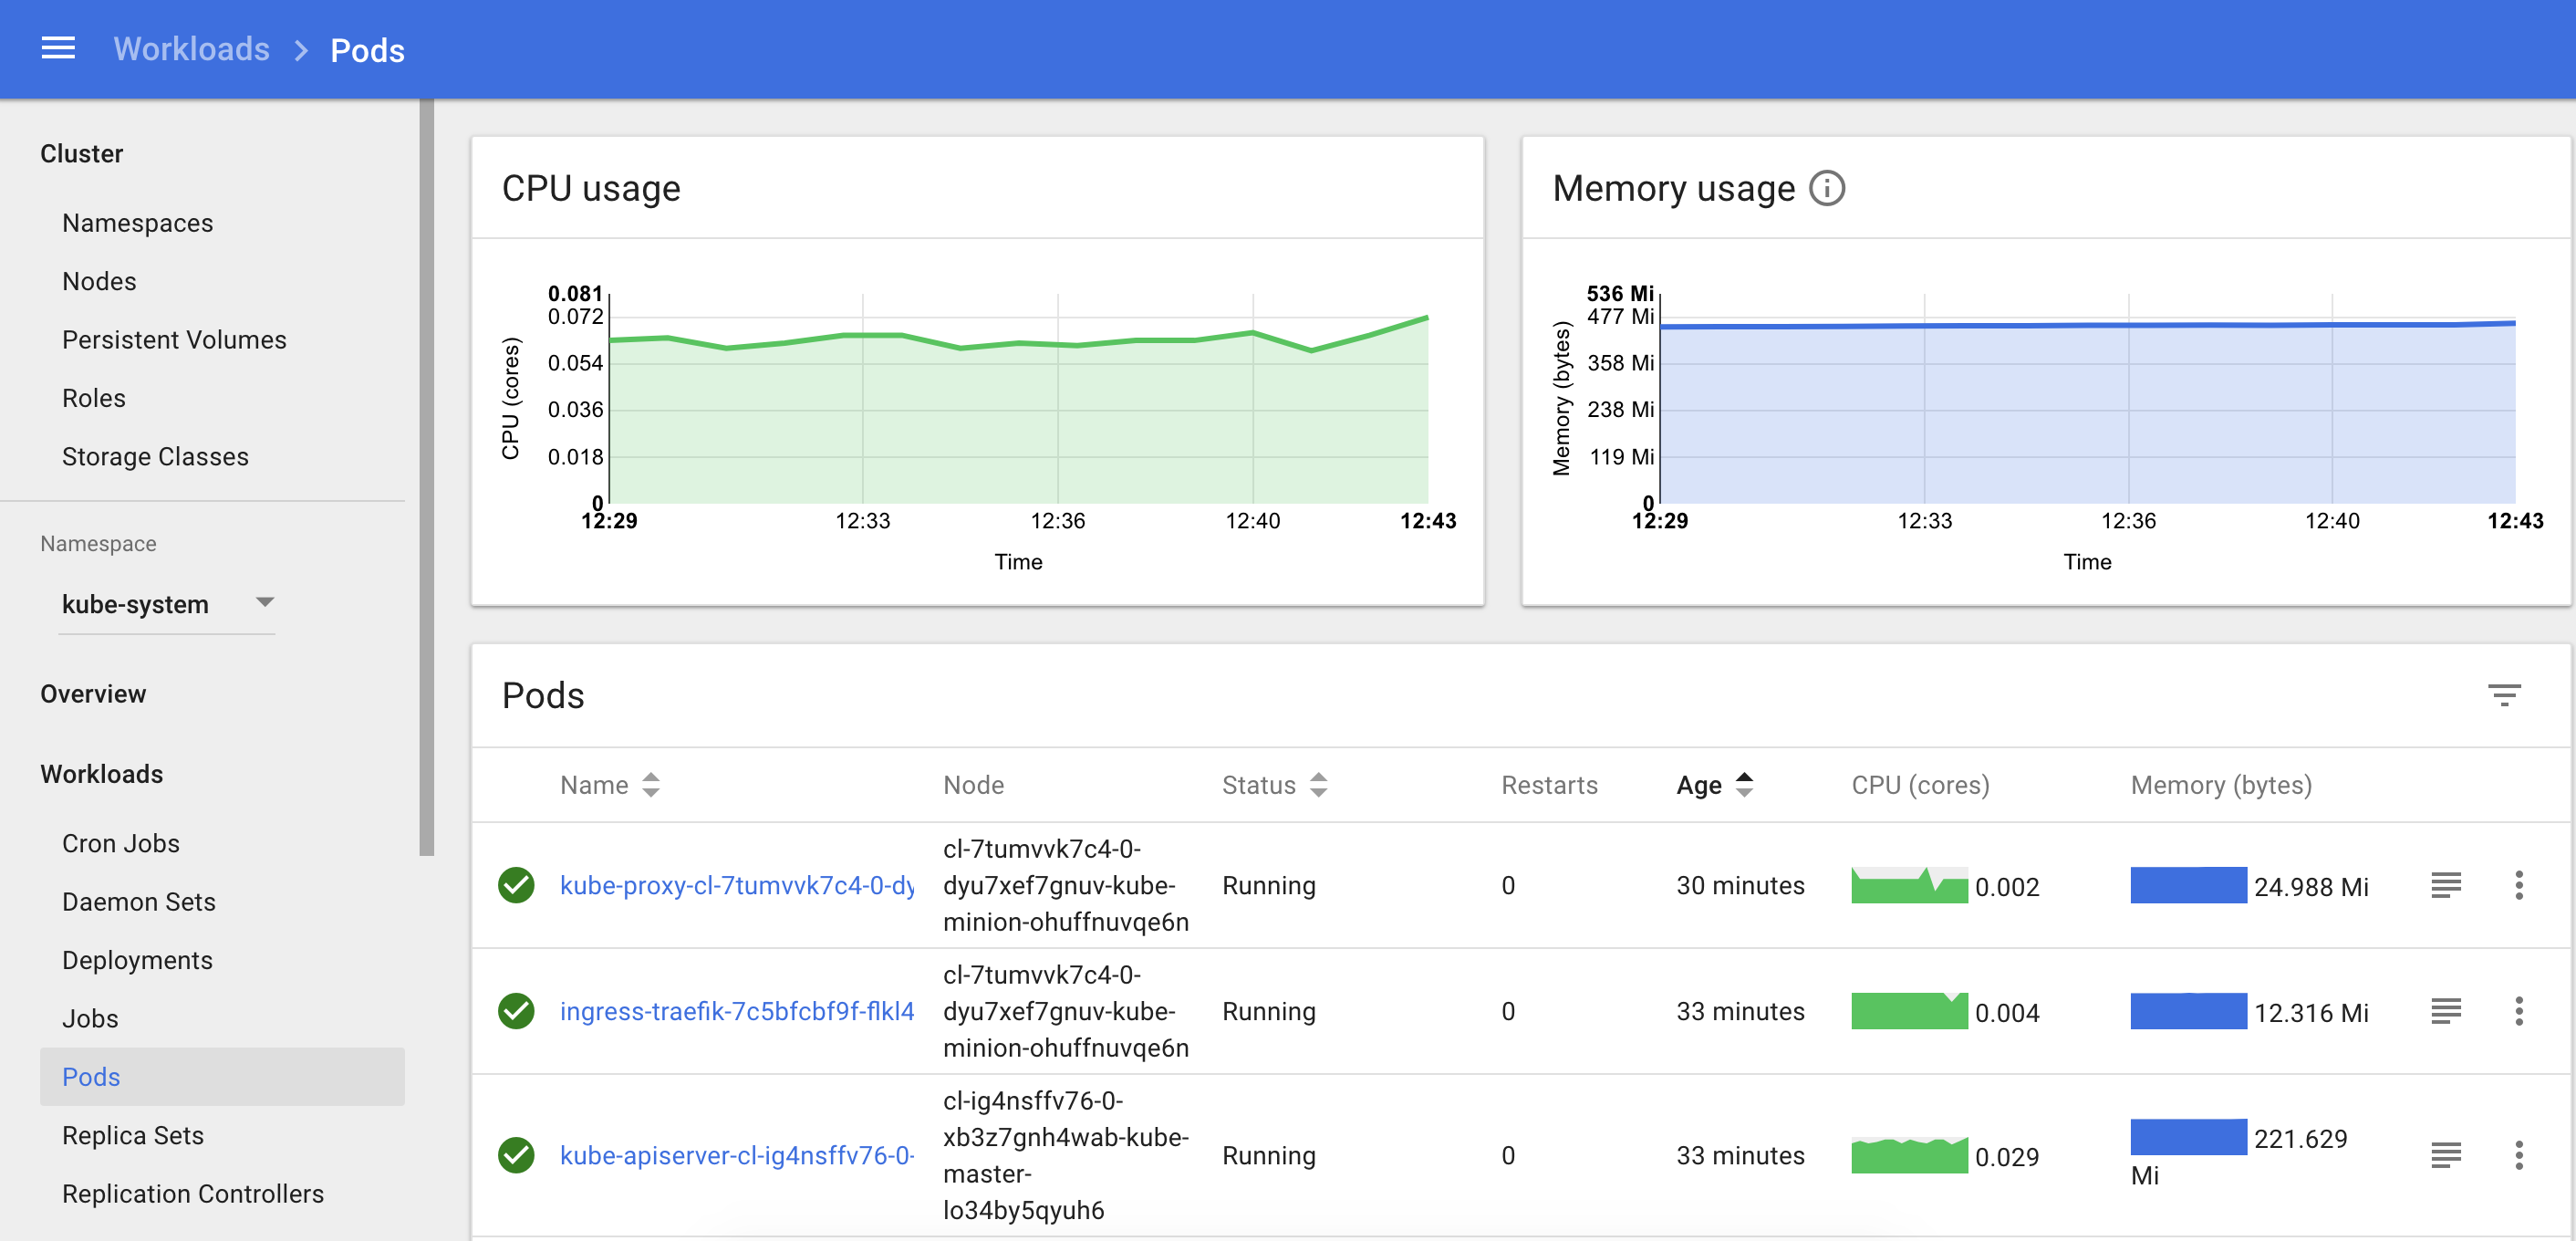 Workloads > Pods
Cluster
Namespaces
Nodes
Persistent Volumes
Roles
Storage Classes
Namespace
kube-system
Overview
Workloads
Cron Jobs
Daemon Sets
Deployments
Jobs
Pods
Replica Sets
Replication Controllers
CPU usage
CPU (cores)
0.081
0.072
0.054
0.036
0.018
0
12:29 12:33 12:36 12:40 12:43
Time
Memory usage
Memory (bytes)
536 Mi
477 Mi
358 Mi
238 Mi
119 Mi
0
12:29 12:33 12:36 12:40 12:43
Time
Pods
Name Node Status Restarts Age CPU (cores) Memory (bytes)
kube-proxy-cl-7tumvvk7c4-0-dy
cl-7tumvvk7c4-0-
dyu7xef7gnuv-kube-
minion-ohuffnuvqe6n
Running 0 30 minutes 0.002 24.988 Mi
ingress-traefik-7c5bfcbf9f-flkl4
cl-7tumvvk7c4-0-
dyu7xef7gnuv-kube-
minion-ohuffnuvqe6n
Running 0 33 minutes 0.004 12.316 Mi
kube-apiserver-cl-ig4nsffv76-0-
cl-ig4nsffv76-0-
xb3z7gnh4wab-kube-
master-
lo34by5qyuh6
Running 0 33 minutes 0.029 221.629
Mi